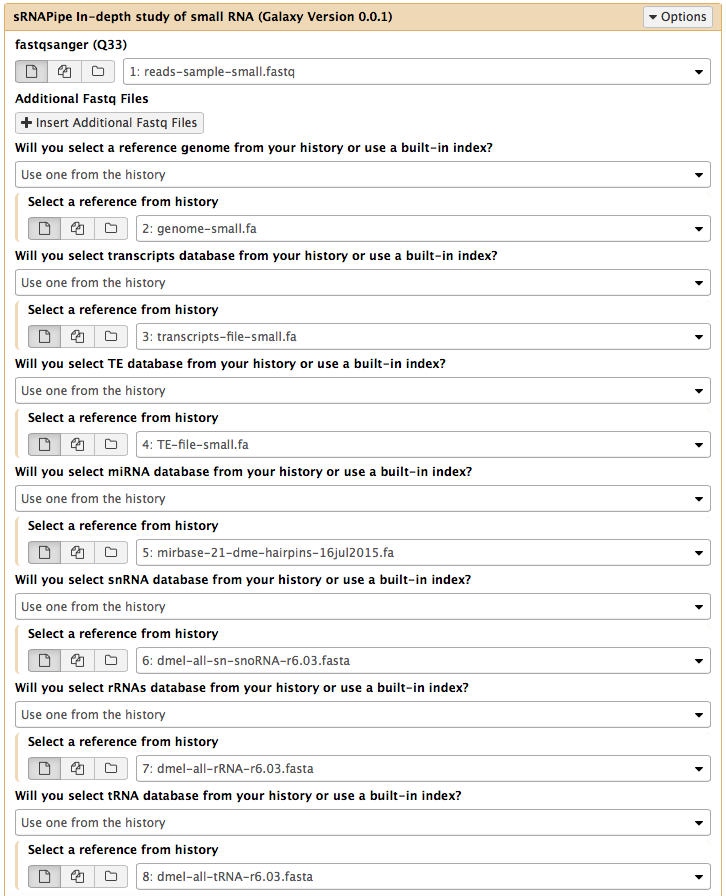 sRNAPipe In-depth study of small RNA (Galaxy Version 0.0.1) Options
fastqsanger (Q33)
1: reads-sample-small.fastq
Additional Fastq Files
Insert Additional Fastq Files
Will you select a reference genome from your history or use a built-in index?
Use one from the history
Select a reference from history
2: genome-small.fa
Will you select transcripts database from your history or use a built-in index?
Use one from the history
Select a reference from history
3: transcripts-file-small.fa
Will you select TE database from your history or use a built-in index?
Use one from the history
Select a reference from history
4: TE-file-small.fa
Will you select miRNA database from your history or use a built-in index?
Use one from the history
Select a reference from history
5: mirbase-21-dme-hairpins-16jul2015.fa
Will you select snRNA database from your history or use a built-in index?
Use one from the history
Select a reference from history
6: dmel-all-sn-snoRNA-r6.03.fasta
Will you select rRNAs database from your history or use a built-in index?
Use one from the history
Select a reference from history
7: dmel-all-rRNA-r6.03.fasta
Will you select tRNA database from your history or use a built-in index?
Use one from the history
Select a reference from history
8: dmel-all-tRNA-r6.03.fasta